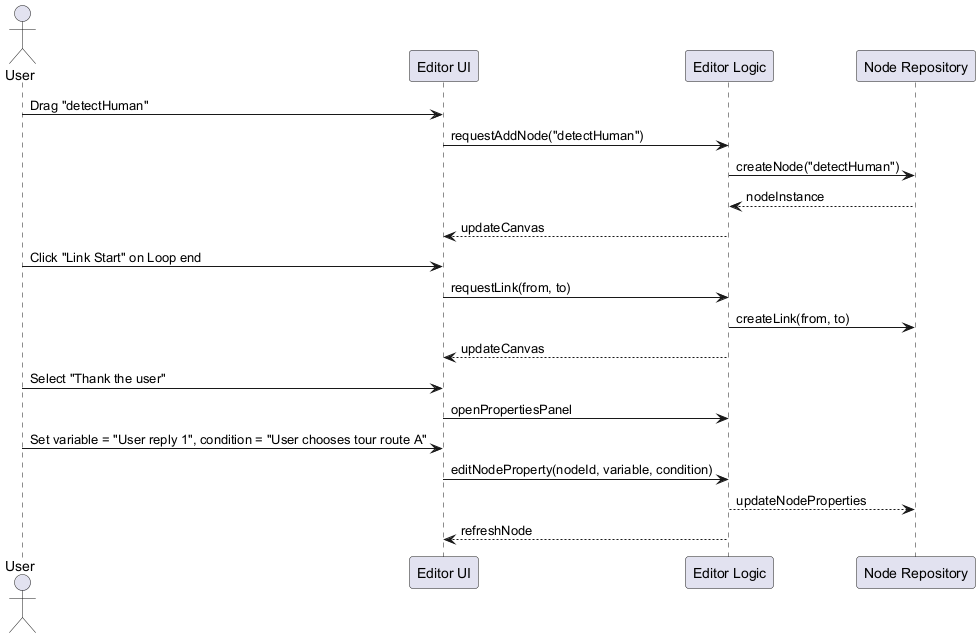 User
Editor UI
Editor Logic
Node Repository
Drag "detectHuman"
requestAddNode("detectHuman")
createNode("detectHuman")
nodeInstance
updateCanvas
Click "Link Start" on Loop end
requestLink(from, to)
createLink(from, to)
updateCanvas
Select "Thank the user"
openPropertiesPanel
Set variable = "User reply 1", condition = "User chooses tour route A"
editNodeProperty(nodeId, variable, condition)
updateNodeProperties
refreshNode
User
Editor UI
Editor Logic
Node Repository